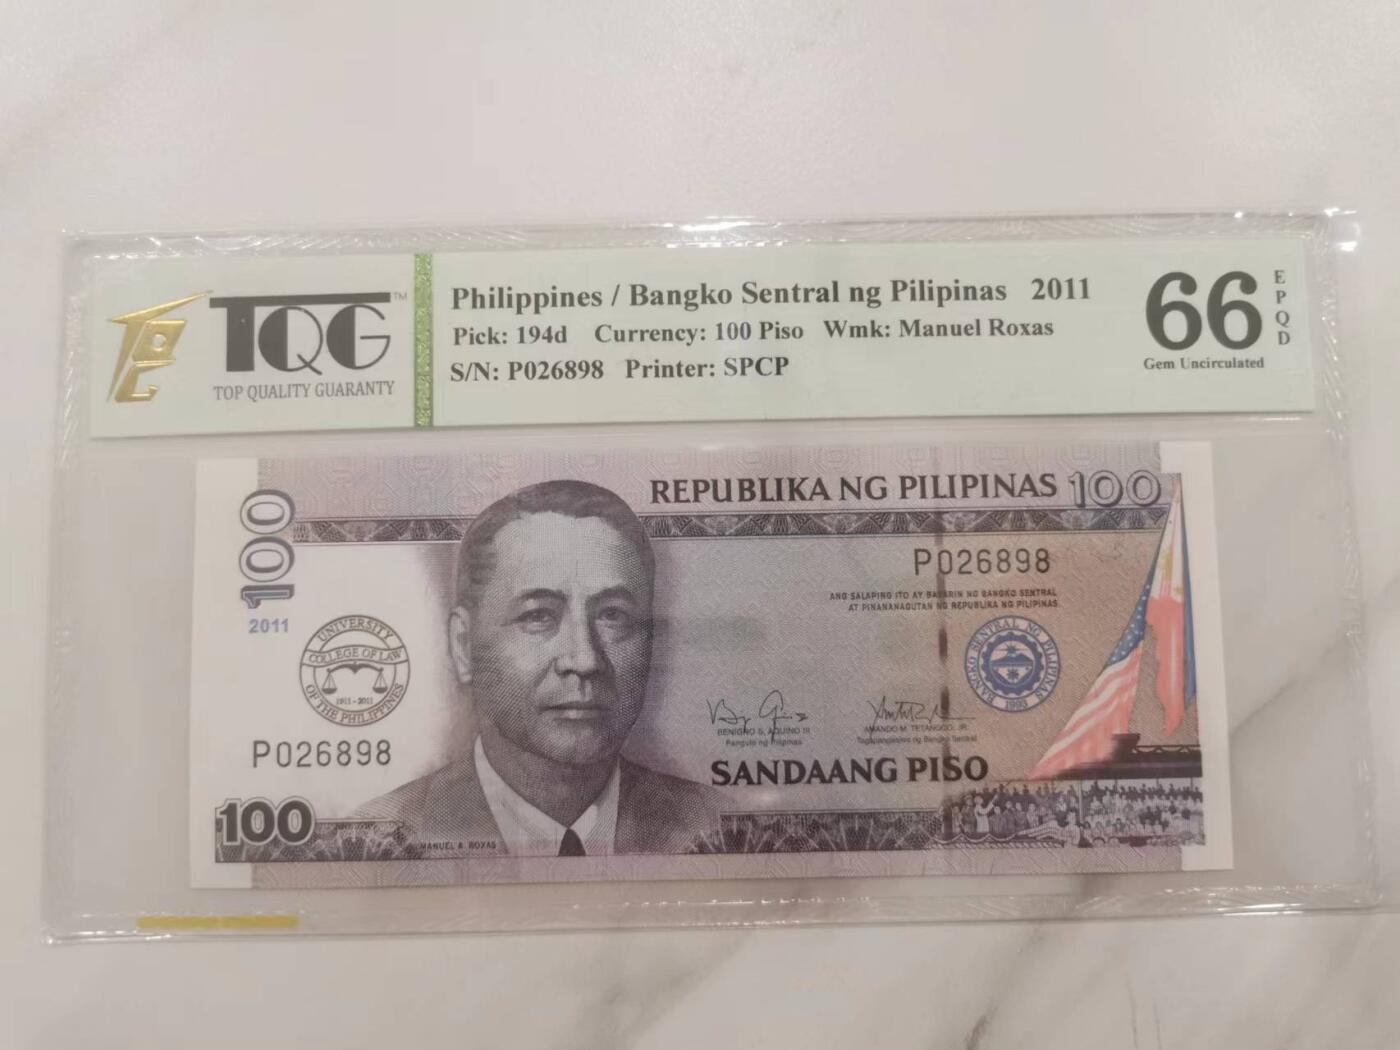 TQG™
TOP QUALITY GUARANTY
Philippines / Bangko Sentral ng Pilipinas 2011
Pick: 194d Currency: 100 Piso Wmk: Manuel Roxas
S/N: P026898 Printer: SPCP
66
EPQD
Gem Uncirculated
REPUBLIKA NG PILIPINAS 100
100
2011
P026898
ANG SALAPING ITO AY BAYARIN NG BANGKO SENTRAL
AT PINANANAGUTAN NG REPUBLIKA NG PILIPINAS
UNIVERSITY
COLLEGE OF LAW
1911-2011
OF THE PHILIPPINES
BANGKO SENTRAL NG PILIPINAS
1993
P026898
BENIGNO S. AQUINO III
Pangulo ng Pilipinas
AMANDO M. TETANGCO, JR.
Tagapangasiwa ng Bangko Sentral
SANDAANG PISO
100
MANUEL A. ROXAS